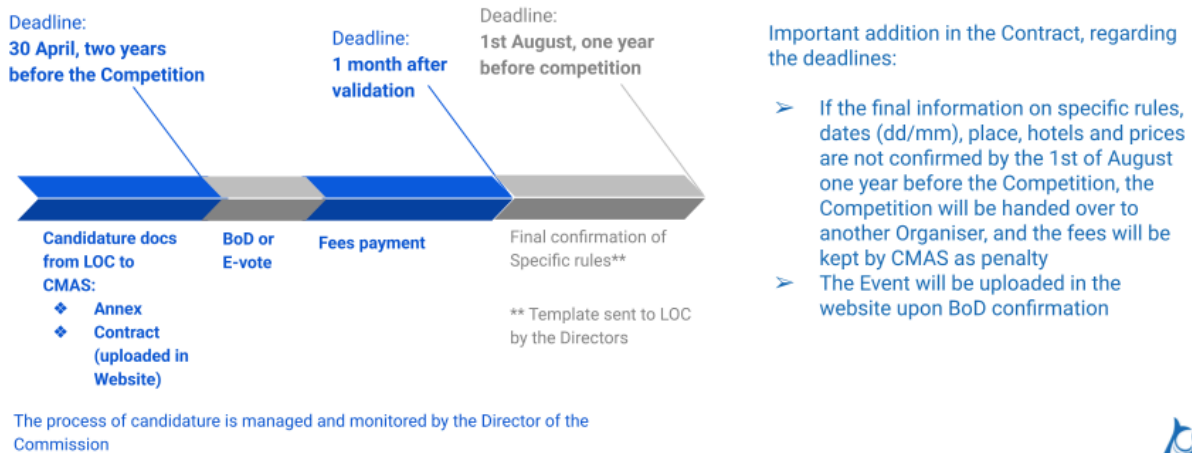 Deadline:
30 April, two years
before the Competition
Deadline:
1 month after
validation
Deadline:
1st August, one year
before competition
Candidature docs
from LOC to
CMAS:
❖ Annex
❖ Contract
(uploaded in
Website)
BoD or
E-vote
Fees payment
Final confirmation of
Specific rules**
** Template sent to LOC
by the Directors
The process of candidature is managed and monitored by the Director of the
Commission
Important addition in the Contract, regarding
the deadlines:
➢ If the final information on specific rules,
dates (dd/mm), place, hotels and prices
are not confirmed by the 1st of August
one year before the Competition, the
Competition will be handed over to
another Organiser, and the fees will be
kept by CMAS as penalty
➢ The Event will be uploaded in the
website upon BoD confirmation